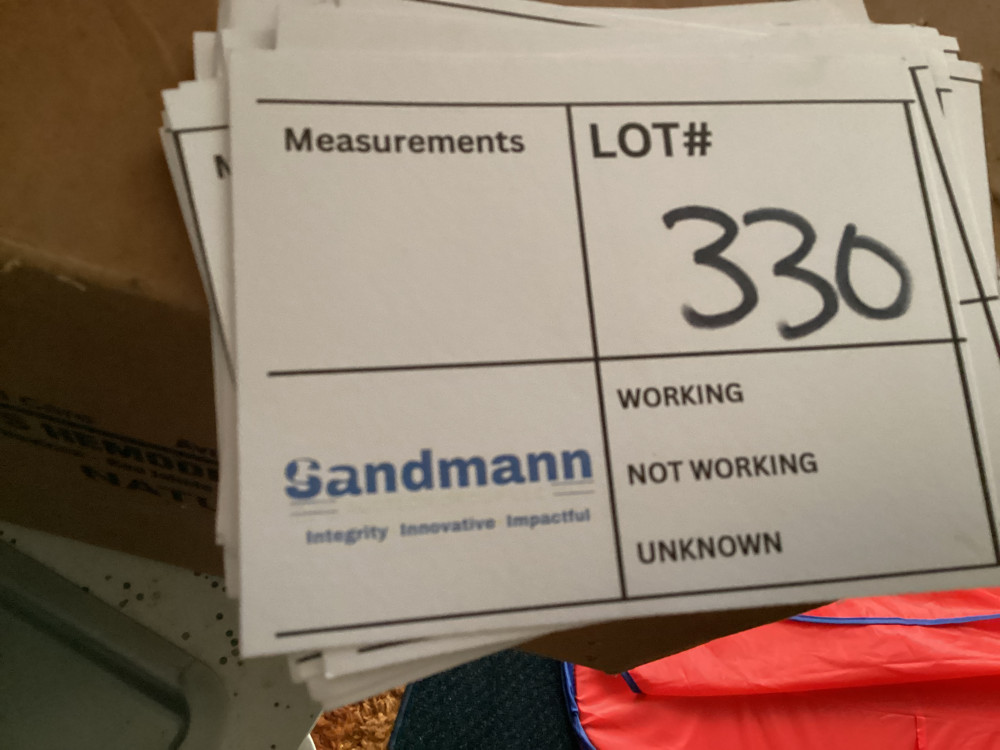 Measurements
LOT#
330
Sandmann
Integrity Innovative Impactful
WORKING
NOT WORKING
UNKNOWN